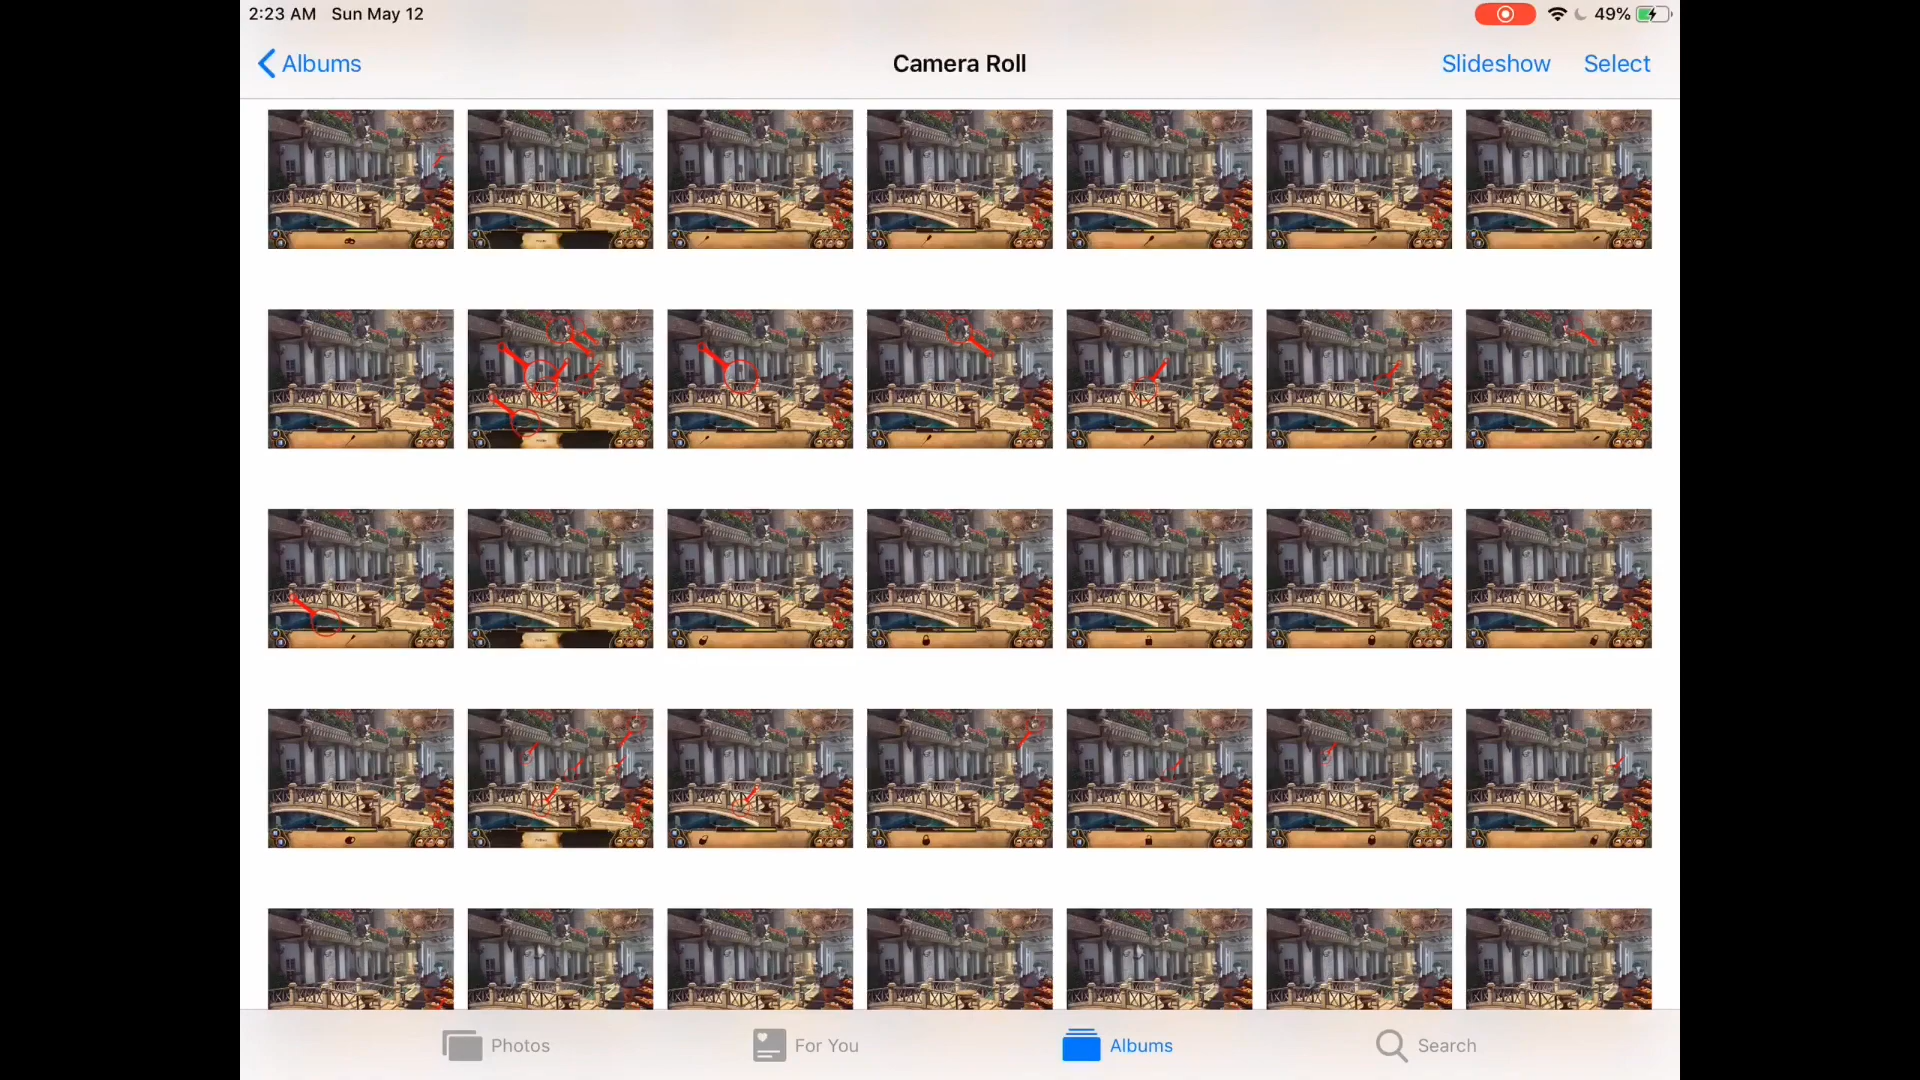 2:23 AM Sun May 12
49%
Albums
Camera Roll
Slideshow Select
Photos
For You
Albums
Search